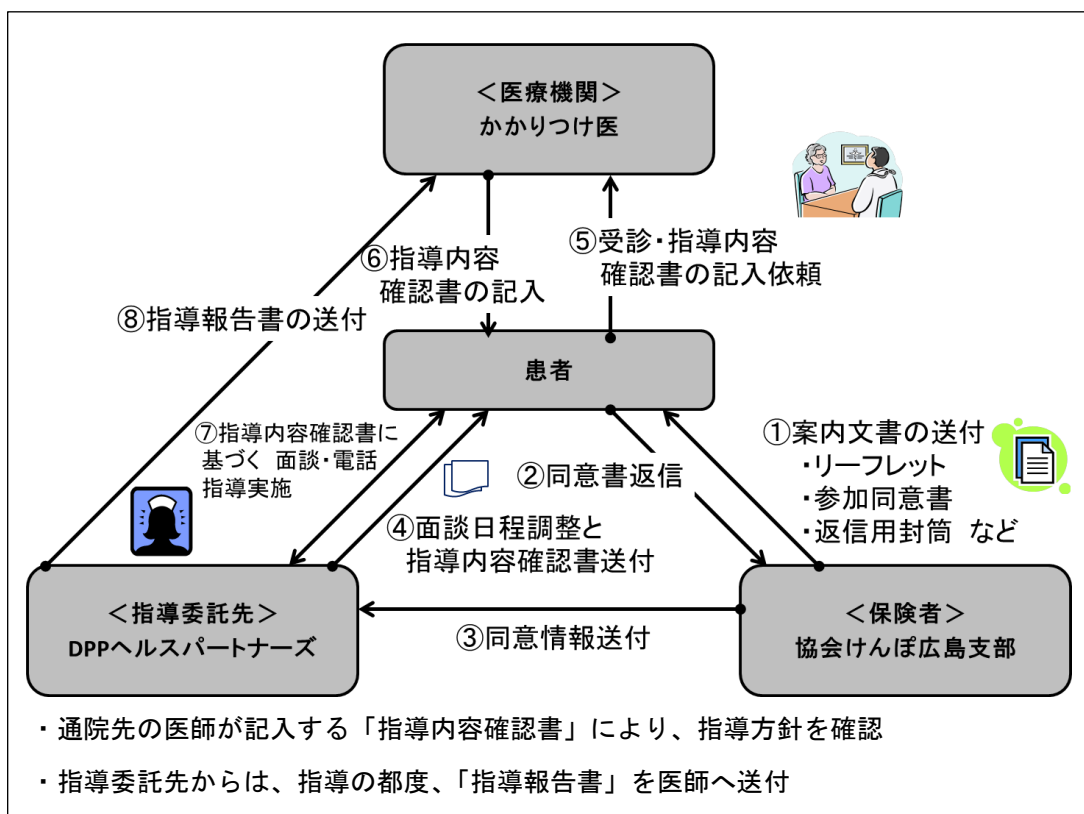 ＜医療機関＞
かかりつけ医
⑤受診・指導内容
確認書の記入依頼
⑥指導内容
確認書の記入
⑧指導報告書の送付
患者
⑦指導内容確認書に
基づく 面談・電話
指導実施
①案内文書の送付
・リーフレット
・参加同意書
・返信用封筒 など
②同意書返信
④面談日程調整と
指導内容確認書送付
＜指導委託先＞
DPPヘルスパートナーズ
③同意情報送付
＜保険者＞
協会けんぽ広島支部
・通院先の医師が記入する「指導内容確認書」により、指導方針を確認
・指導委託先からは、指導の都度、「指導報告書」を医師へ送付